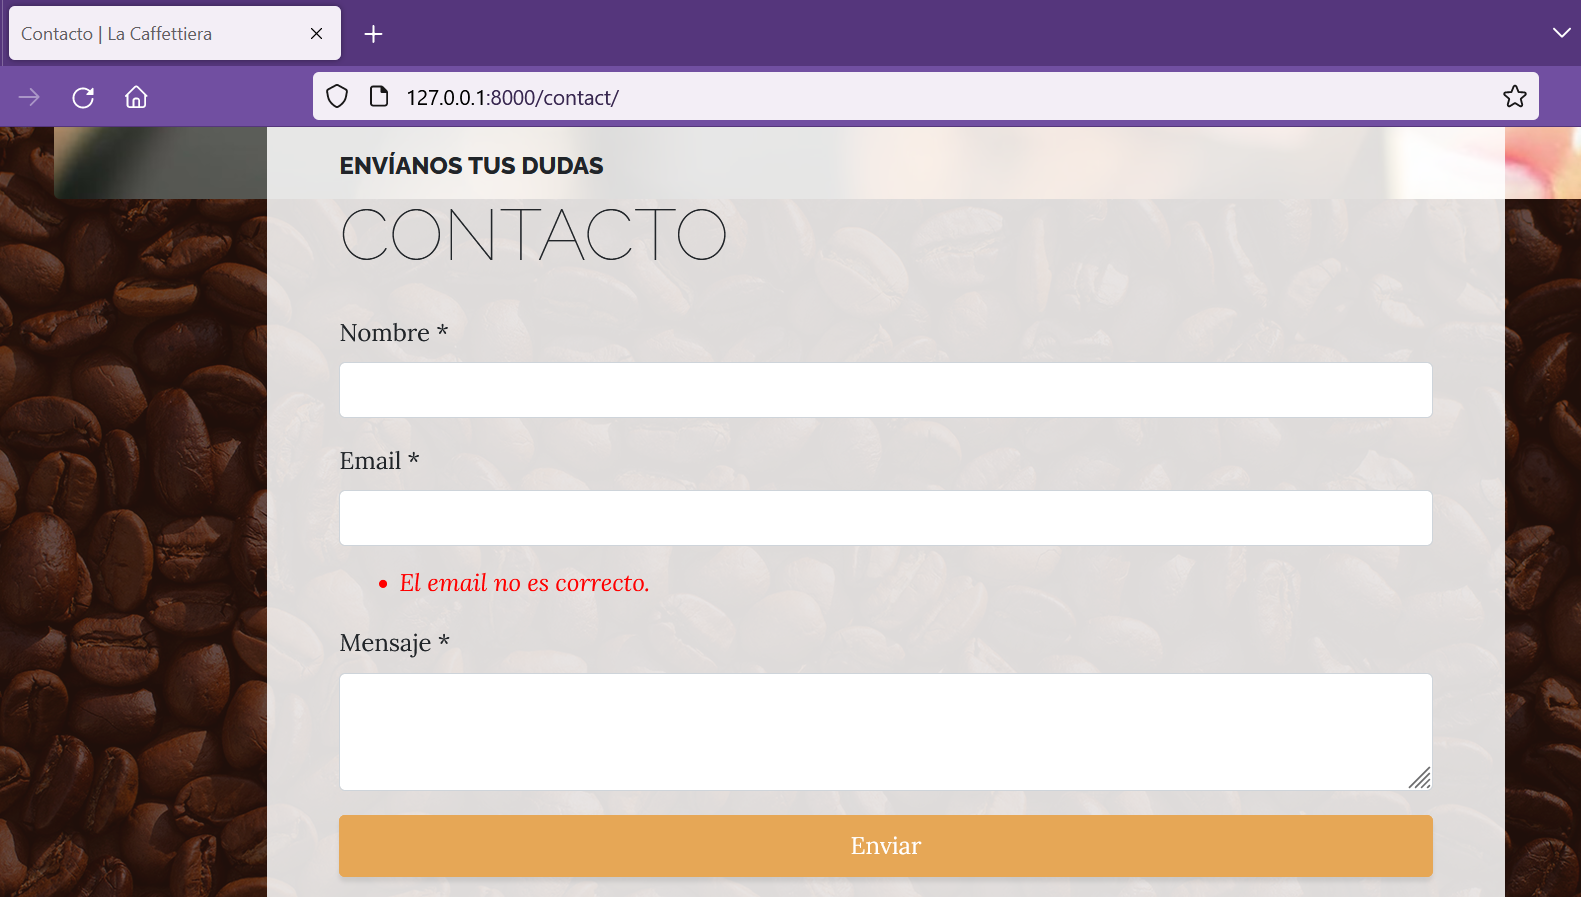 Contacto | La Caffettiera
127.0.0.1:8000/contact/
ENVÍANOS TUS DUDAS
CONTACTO
Nombre *
Email *
El email no es correcto.
Mensaje *
Enviar